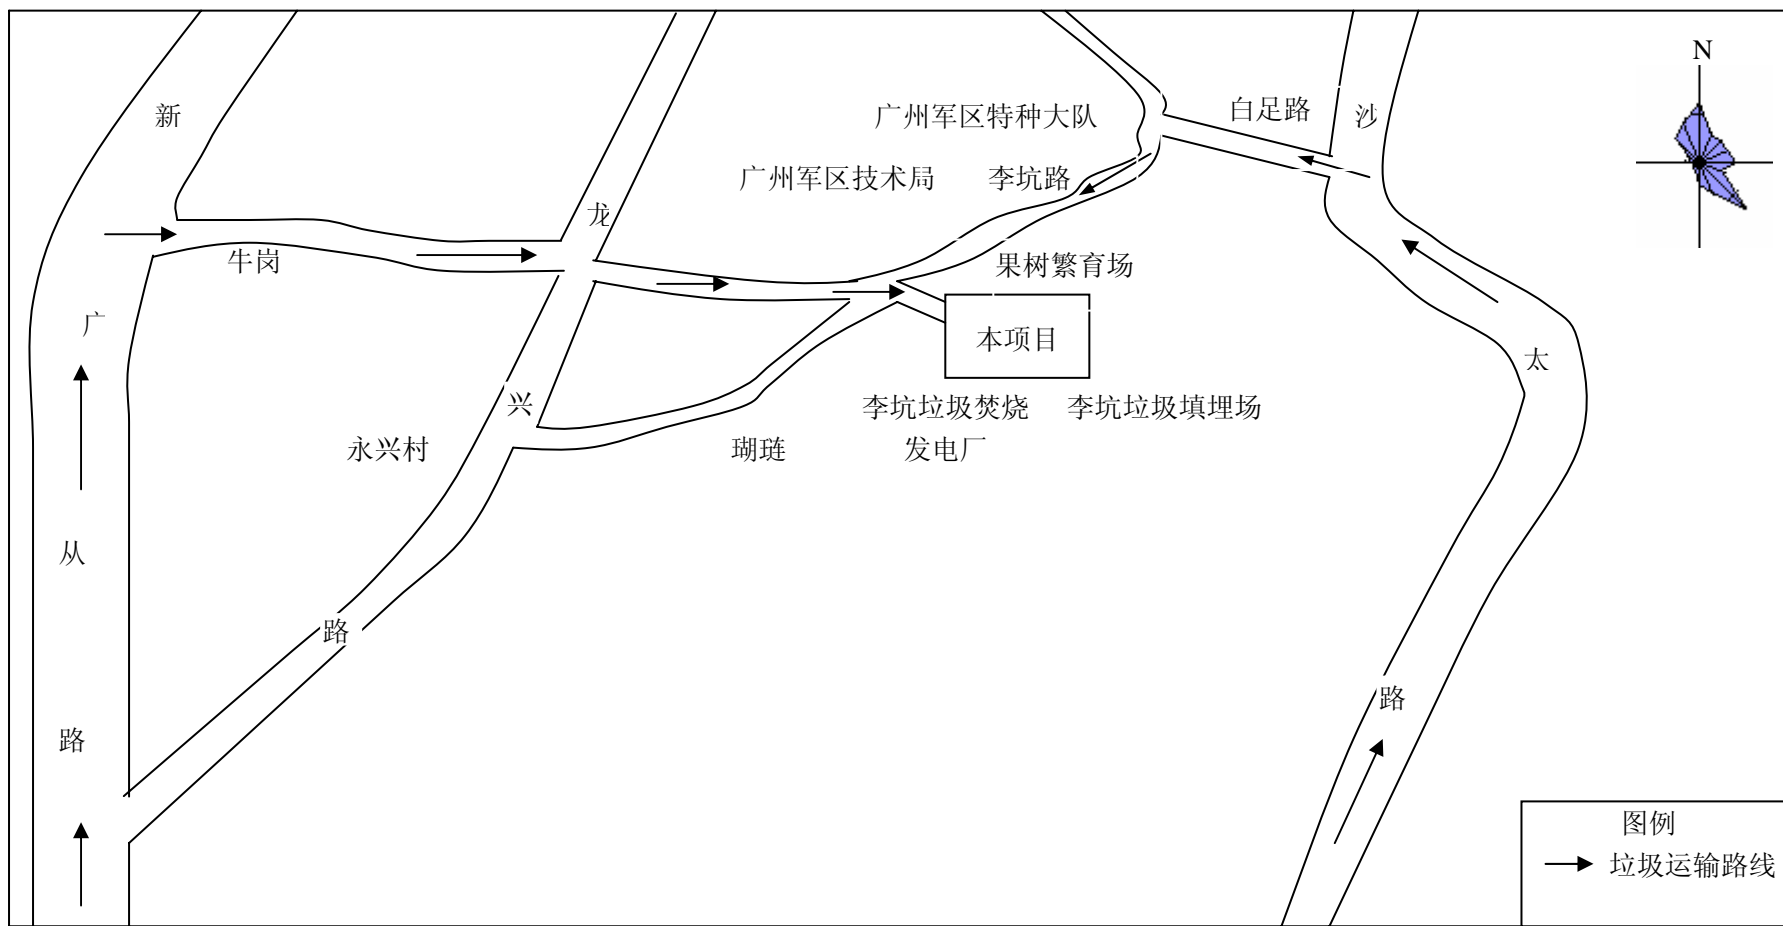 N
新广从路
龙兴路
沙太路
白足路
广州军区特种大队
广州军区技术局
李坑路
牛岗
果树繁育场
本项目
李坑垃圾焚烧
发电厂
李坑垃圾填埋场
永兴村
瑚琏
图例
垃圾运输路线